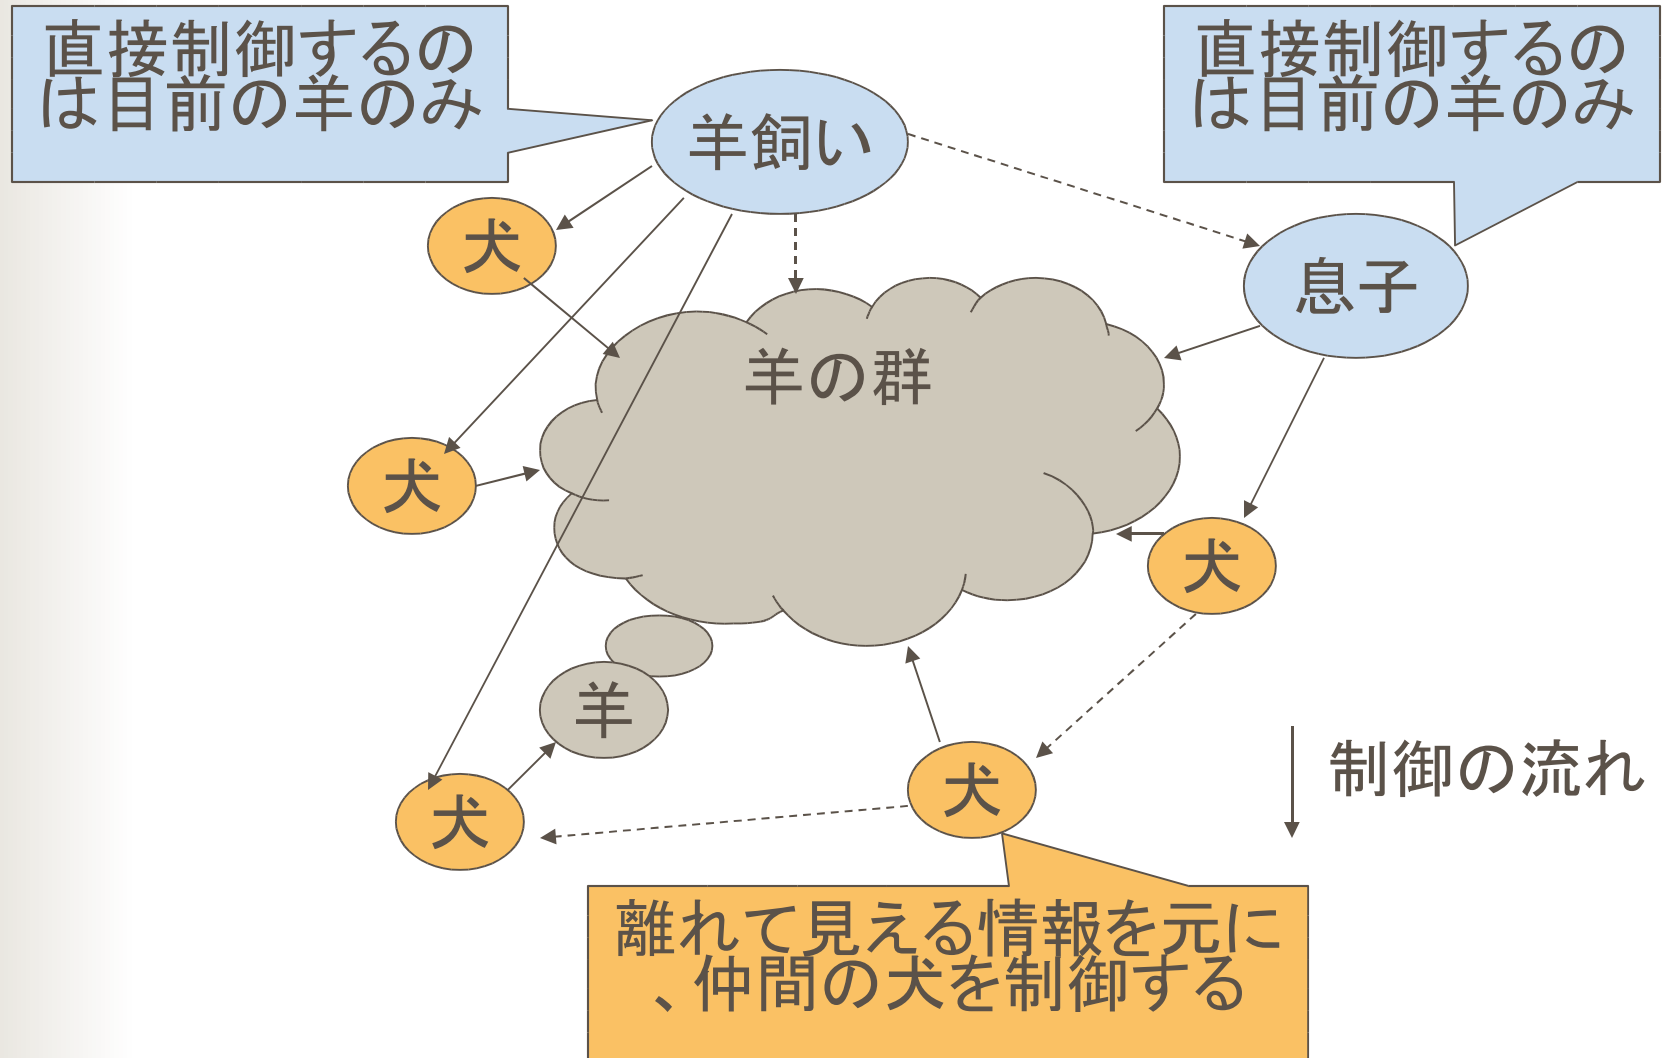 直接制御するの
は目前の羊のみ
直接制御するの
は目前の羊のみ
羊飼い
犬
息子
羊の群
犬
犬
羊
犬
犬
制御の流れ
離れて見える情報を元に
、仲間の犬を制御する